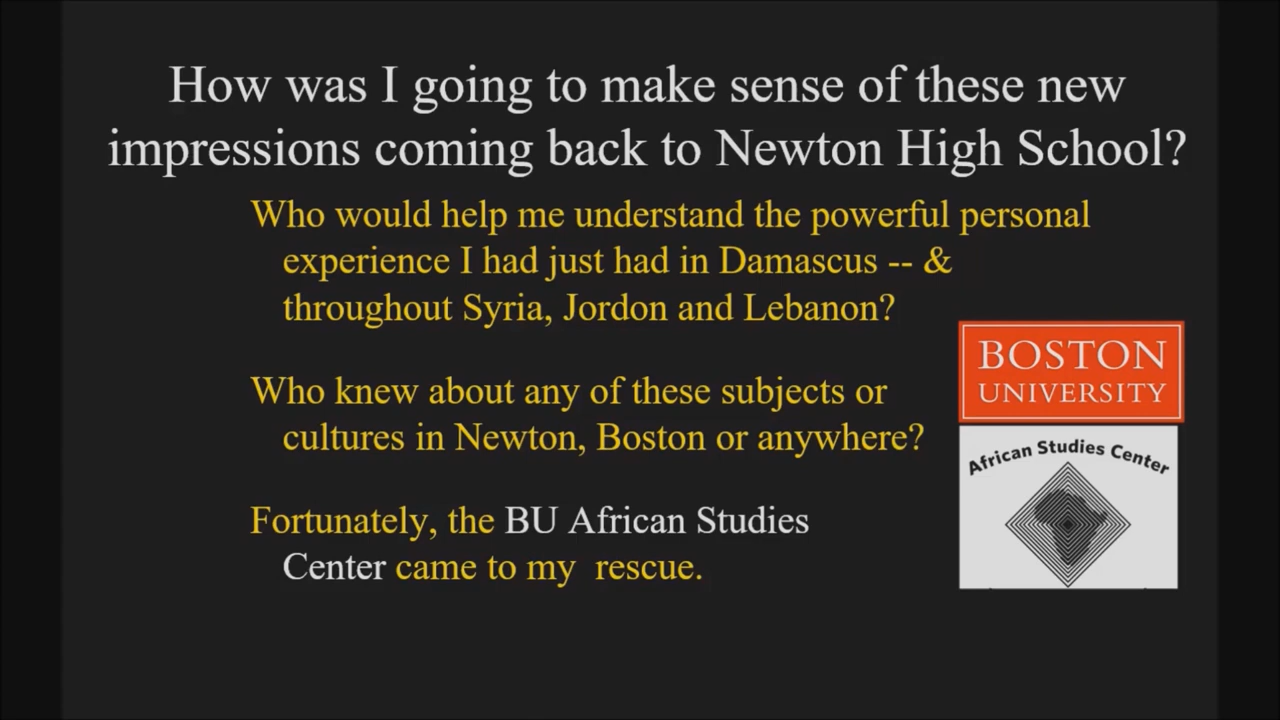 How was I going to make sense of these new
impressions coming back to Newton High School?
Who would help me understand the powerful personal
experience I had just had in Damascus -- &
throughout Syria, Jordon and Lebanon?
Who knew about any of these subjects or
cultures in Newton, Boston or anywhere?
Fortunately, the BU African Studies
Center came to my rescue.
BOSTON
UNIVERSITY
African Studies Center